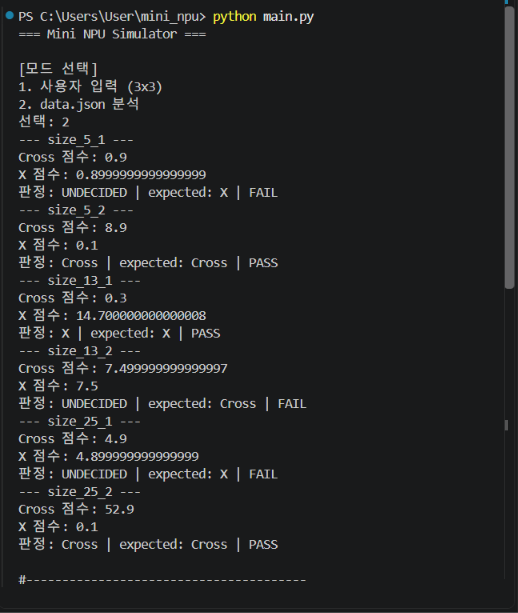 PS C:\Users\User\mini_npu> python main.py
=== Mini NPU Simulator ===
[모드 선택]
1. 사용자 입력 (3x3)
2. data.json 분석
선택: 2
--- size_5_1 ---
Cross 점수: 0.9
X 점수: 0.8999999999999999
판정: UNDECIDED | expected: X | FAIL
--- size_5_2 ---
Cross 점수: 8.9
X 점수: 0.1
판정: Cross | expected: Cross | PASS
--- size_13_1 ---
Cross 점수: 0.3
X 점수: 14.700000000000008
판정: X | expected: X | PASS
--- size_13_2 ---
Cross 점수: 7.499999999999997
X 점수: 7.5
판정: UNDECIDED | expected: Cross | FAIL
--- size_25_1 ---
Cross 점수: 4.9
X 점수: 4.899999999999999
판정: UNDECIDED | expected: X | FAIL
--- size_25_2 ---
Cross 점수: 52.9
X 점수: 0.1
판정: Cross | expected: Cross | PASS
#---------------------------------------